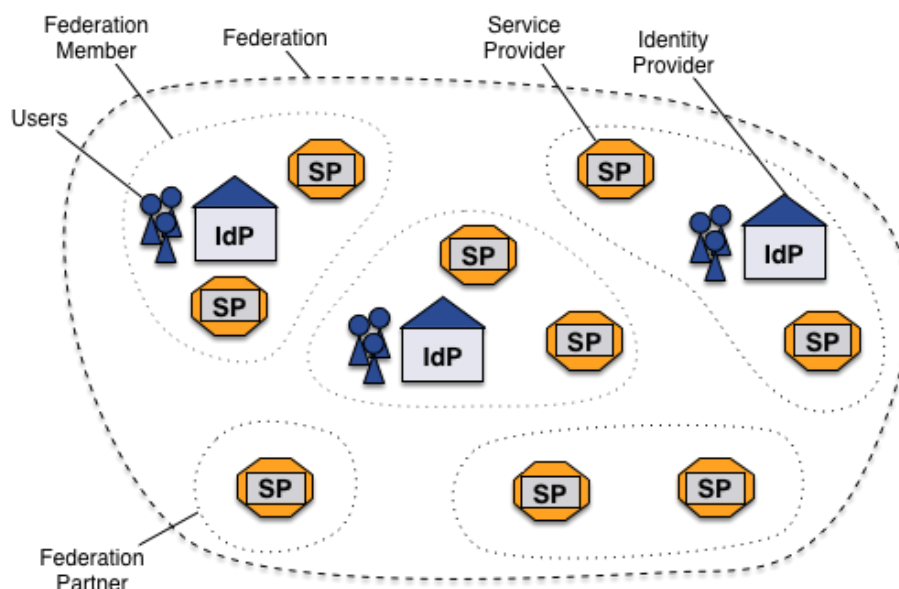 Federation
Member
Federation
Service
Provider
Identity
Provider
Users
SP
SP
IdP
IdP
SP
SP
IdP
SP
SP
SP
SP
SP
Federation
Partner